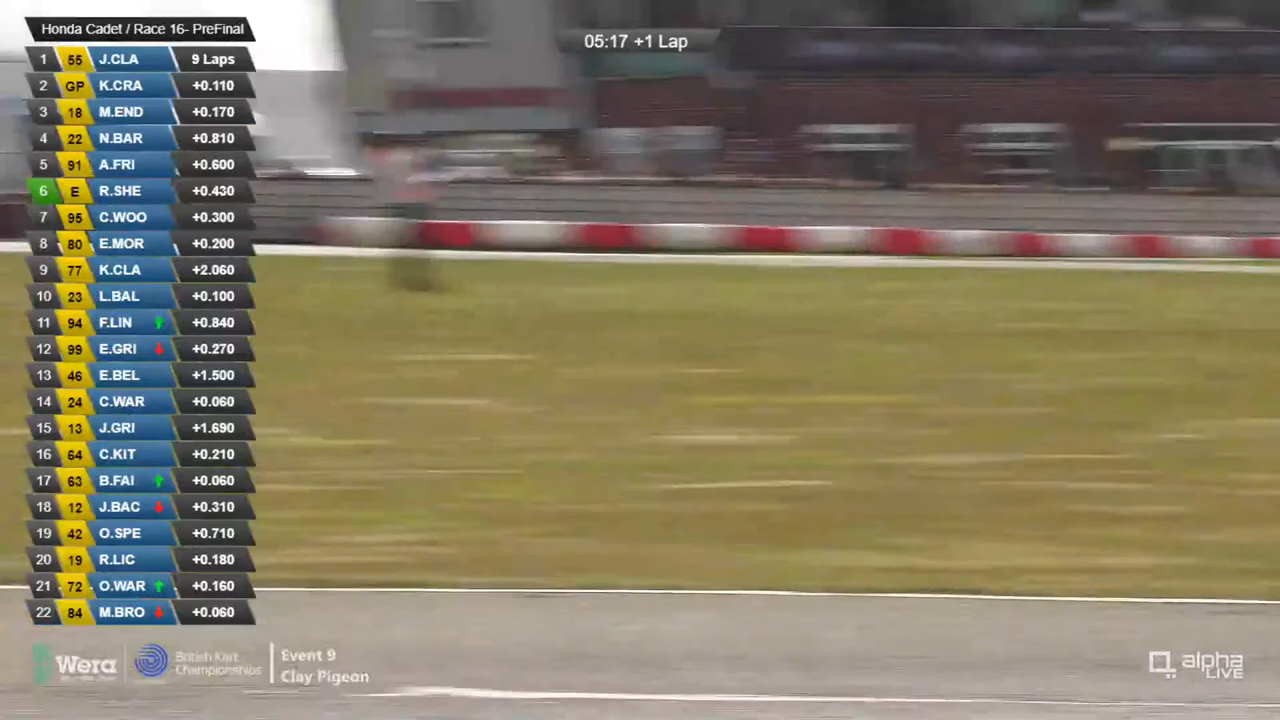 Honda Cadet / Race 16- PreFinal
05:17 +1 Lap
1 55 J.CLA 9 Laps
2 GP K.CRA +0.110
3 18 M.END +0.170
4 22 N.BAR +0.810
5 91 A.FRI +0.600
6 E R.SHE +0.430
7 95 C.WOO +0.300
8 80 E.MOR +0.200
9 77 K.CLA +2.060
10 23 L.BAL +0.100
11 94 F.LIN +0.840
12 99 E.GRI +0.270
13 46 E.BEL +1.500
14 24 C.WAR +0.060
15 13 J.GRI +1.690
16 64 C.KIT +0.210
17 63 B.FAI +0.060
18 12 J.BAC +0.310
19 42 O.SPE +0.710
20 19 R.LIC +0.180
21 72 O.WAR +0.160
22 84 M.BRO +0.060
Wera
British Kart
Championships
Event 9
Clay Pigeon
alpha
LIVE